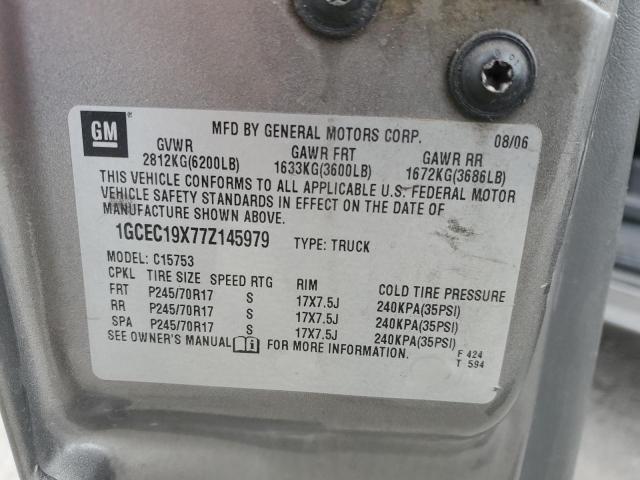 GM ®
MFD BY GENERAL MOTORS CORP. 08/06
GVWR GAWR FRT GAWR RR
2812KG(6200LB) 1633KG(3600LB) 1672KG(3686LB)
THIS VEHICLE CONFORMS TO ALL APPLICABLE U.S. FEDERAL MOTOR
VEHICLE SAFETY STANDARDS IN EFFECT ON THE DATE OF
MANUFACTURE SHOWN ABOVE.
1GCEC19X77Z145979 TYPE: TRUCK
MODEL: C15753
CPKL TIRE SIZE SPEED RTG RIM COLD TIRE PRESSURE
FRT P245/70R17 S 17X7.5J 240KPA(35PSI)
RR P245/70R17 S 17X7.5J 240KPA(35PSI)
SPA P245/70R17 S 17X7.5J 240KPA(35PSI)
SEE OWNER'S MANUAL FOR MORE INFORMATION.
F 424
T 594